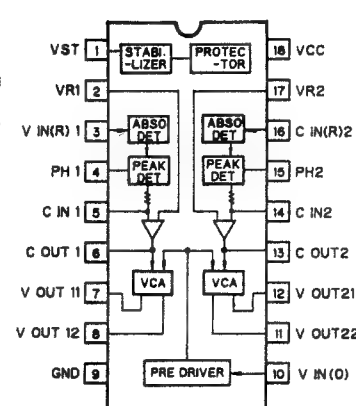 VST 1 STABI. -LIZER PROTEC -TOR 18 VCC
VR1 2 17 VR2
V IN(R) 1 3 ABSO DET ABSO DET 16 C IN(R)2
PH 1 4 PEAK DET PEAK DET 15 PH2
C IN 1 5 14 C IN2
C OUT 1 6 13 C OUT2
V OUT 11 7 VCA VCA 12 V OUT21
V OUT 12 8 11 V OUT22
GND 9 PRE DRIVER 10 V IN(O)